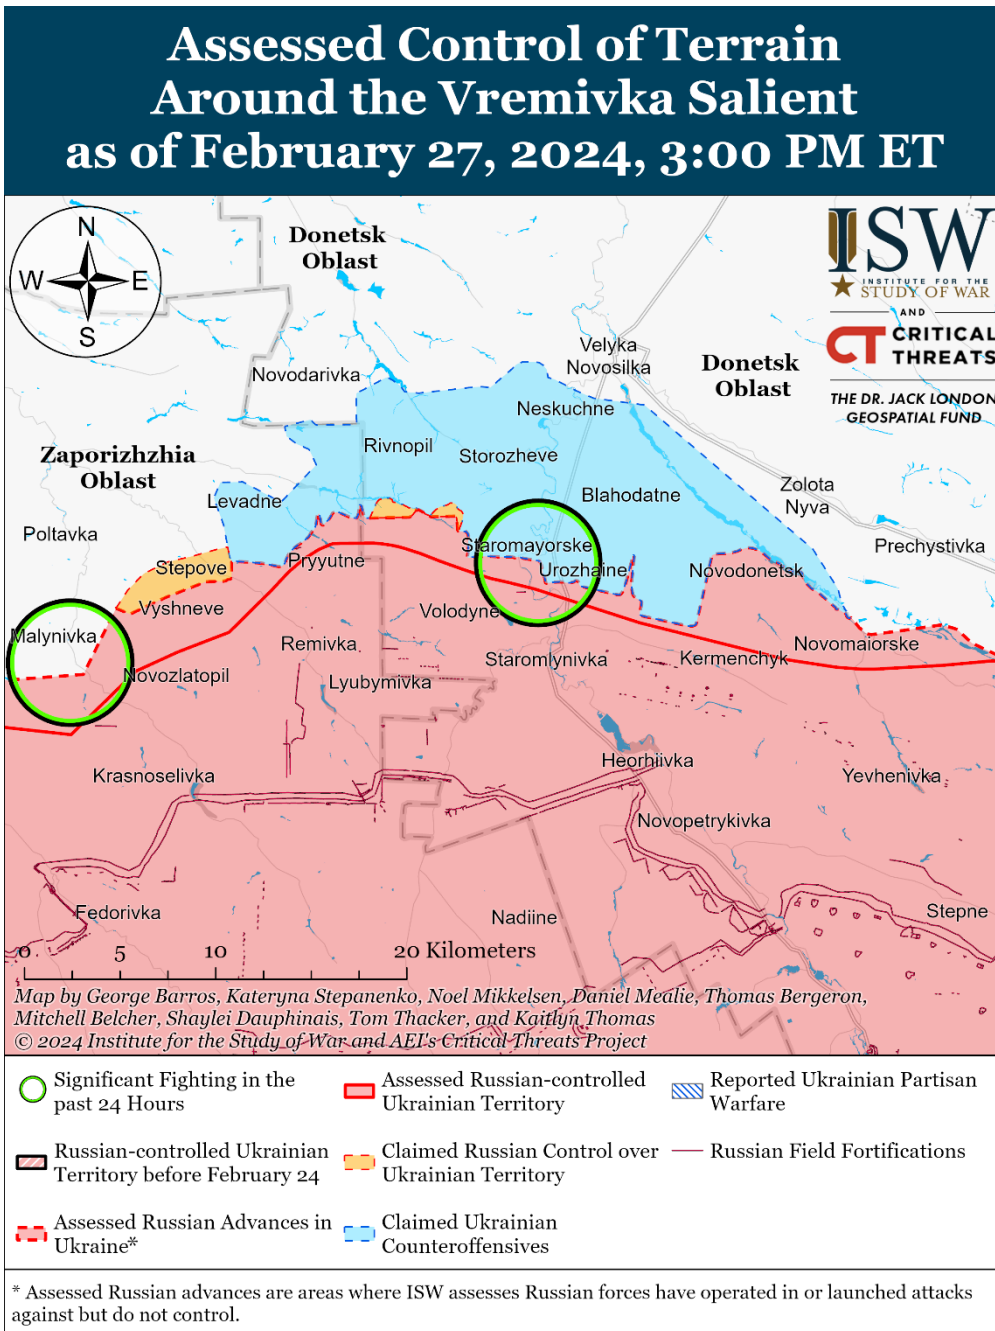 Assessed Control of Terrain
Around the Vremivka Salient
as of February 27, 2024, 3:00 PM ET
N
W
E
S
Donetsk
Oblast
ISW
INSTITUTE FOR THE
STUDY OF WAR
AND
CT CRITICAL
THREATS
THE DR. JACK LONDON
GEOSPATIAL FUND
Velyka
Novosilka
Donetsk
Oblast
Novodarivka
Neskuchne
Rivnopil
Storozheve
Zaporizhzhia
Oblast
Levadne
Blahodatne
Zolota
Nyva
Poltavka
Staromayorske
Prechystivka
Pryyutne
Stepove
Urozhaine
Novodonetsk
Vyshneve
Volodyne
Malynivka
Remivka
Staromlynivka
Kermenchyk
Novomaiorske
Novozlatopil
Lyubymivka
Krasnoselivka
Heorhiivka
Yevhenivka
Novopetrykivka
Fedorivka
Nadiine
Stepne
0 5 10 20 Kilometers
Map by George Barros, Kateryna Stepanenko, Noel Mikkelsen, Daniel Mealie, Thomas Bergeron,
Mitchell Belcher, Shaylei Dauphinais, Tom Thacker, and Kaitlyn Thomas
© 2024 Institute for the Study of War and AEI's Critical Threats Project
Significant Fighting in the
past 24 Hours
Assessed Russian-controlled
Ukrainian Territory
Reported Ukrainian Partisan
Warfare
Russian-controlled Ukrainian
Territory before February 24
Claimed Russian Control over
Ukrainian Territory
Russian Field Fortifications
Assessed Russian Advances in
Ukraine*
Claimed Ukrainian
Counteroffensives
* Assessed Russian advances are areas where ISW assesses Russian forces have operated in or launched attacks
against but do not control.